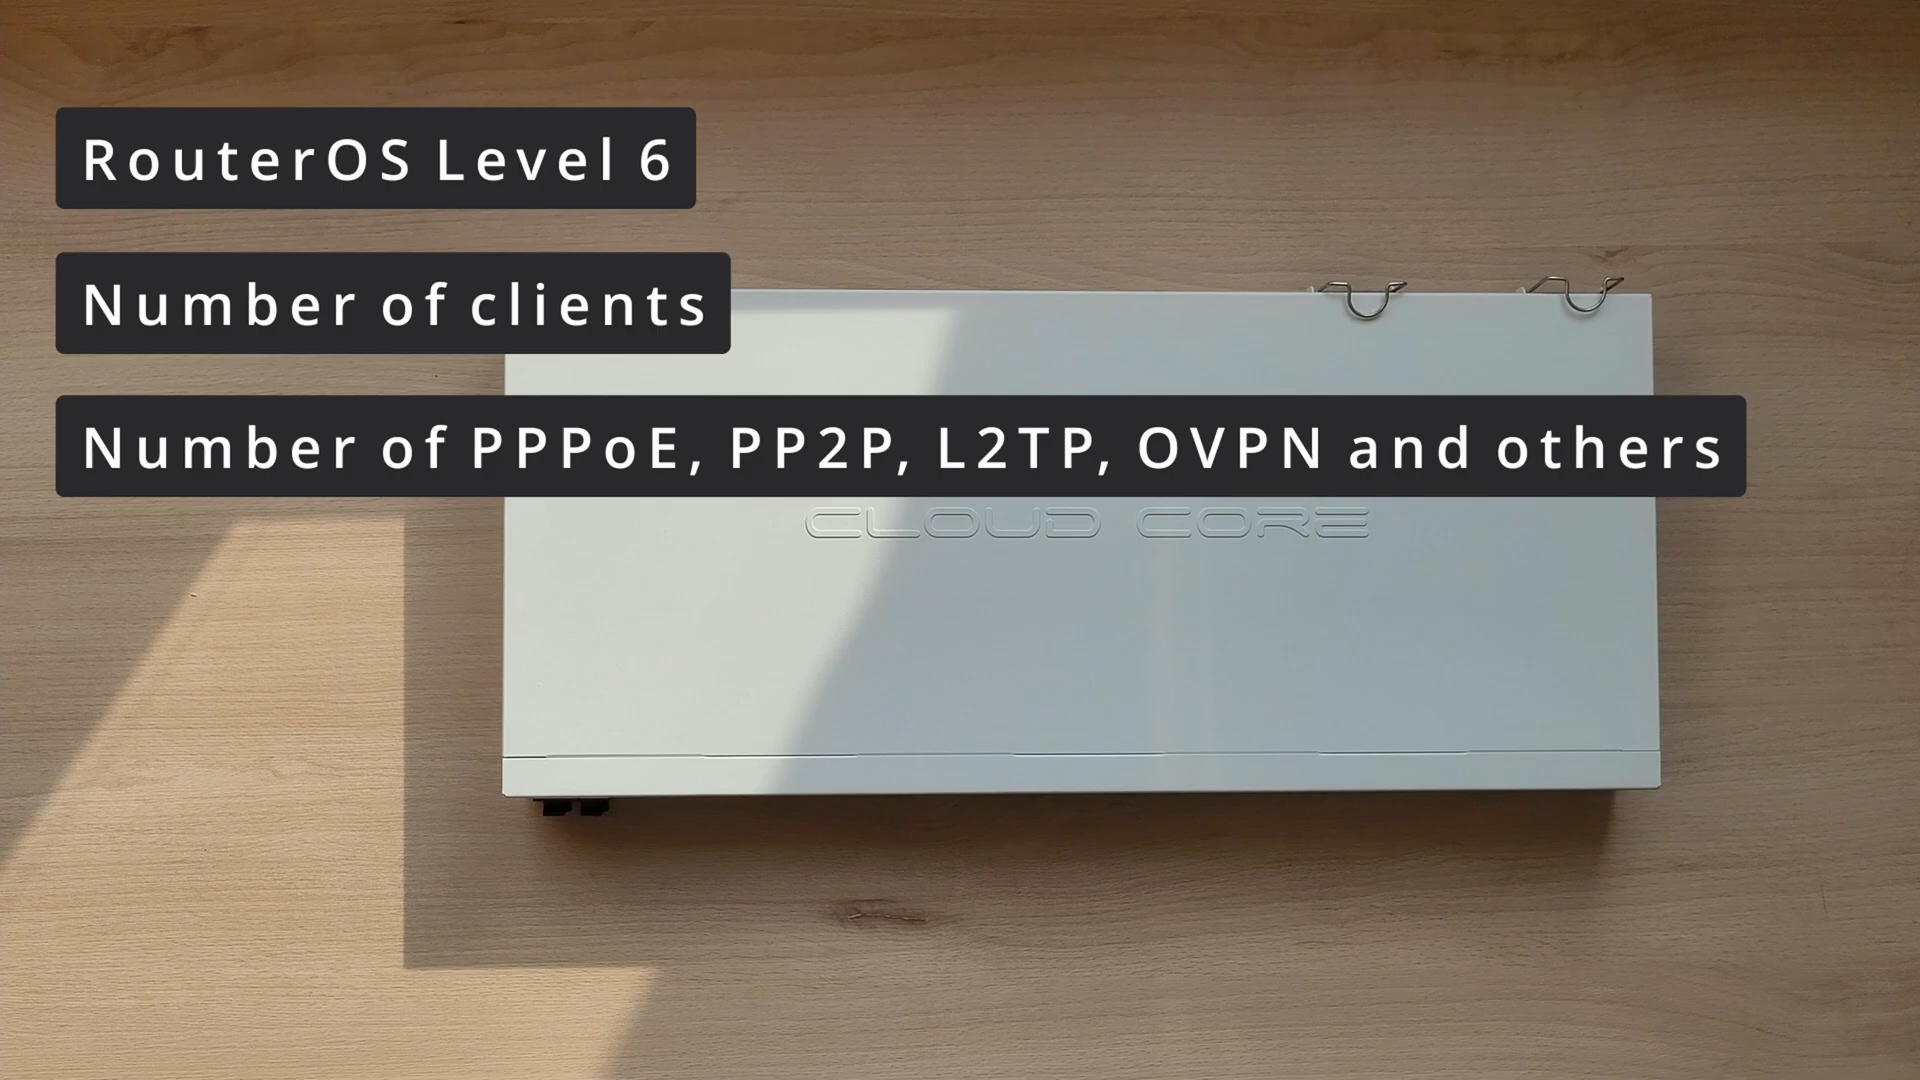 RouterOS Level 6
Number of clients
Number of PPPoE, PP2P, L2TP, OVPN and others
CLOUD CORE